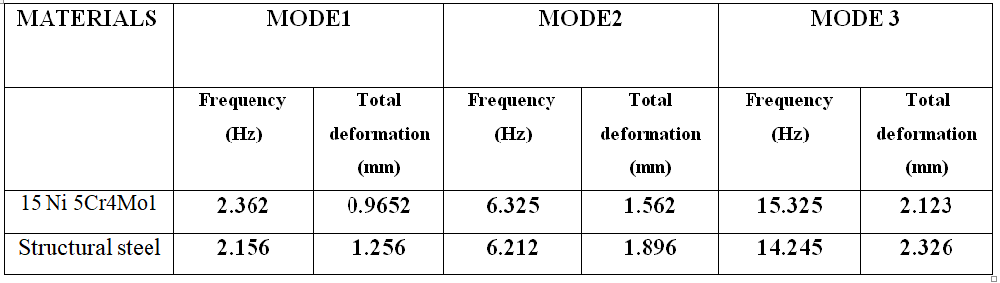 MATERIALS MODE1 MODE2 MODE 3
Frequency Total Frequency Total Frequency Total
(Hz) deformation (Hz) deformation (Hz) deformation
(mm) (mm) (mm)
15 Ni 5Cr4Mo1 2.362 0.9652 6.325 1.562 15.325 2.123
Structural steel 2.156 1.256 6.212 1.896 14.245 2.326